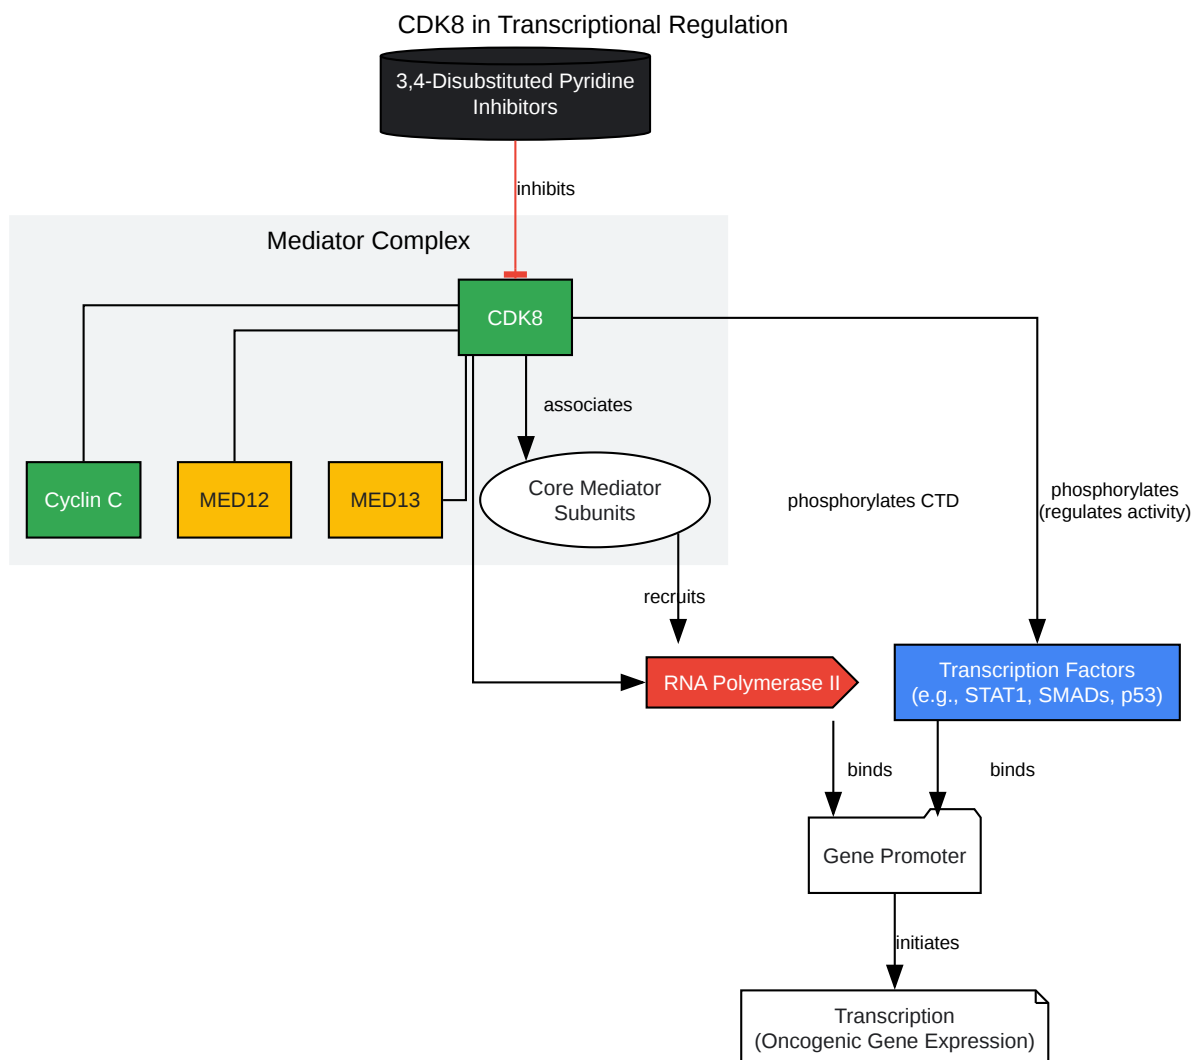 CDK8 in Transcriptional Regulation
3,4-Disubstituted Pyridine
Inhibitors
inhibits
Mediator Complex
CDK8
associates
Cyclin C
MED12
MED13
Core Mediator
Subunits
phosphorylates CTD
phosphorylates
(regulates activity)
recruits
RNA Polymerase II
Transcription Factors
(e.g., STAT1, SMADs, p53)
binds
binds
Gene Promoter
initiates
Transcription
(Oncogenic Gene Expression)